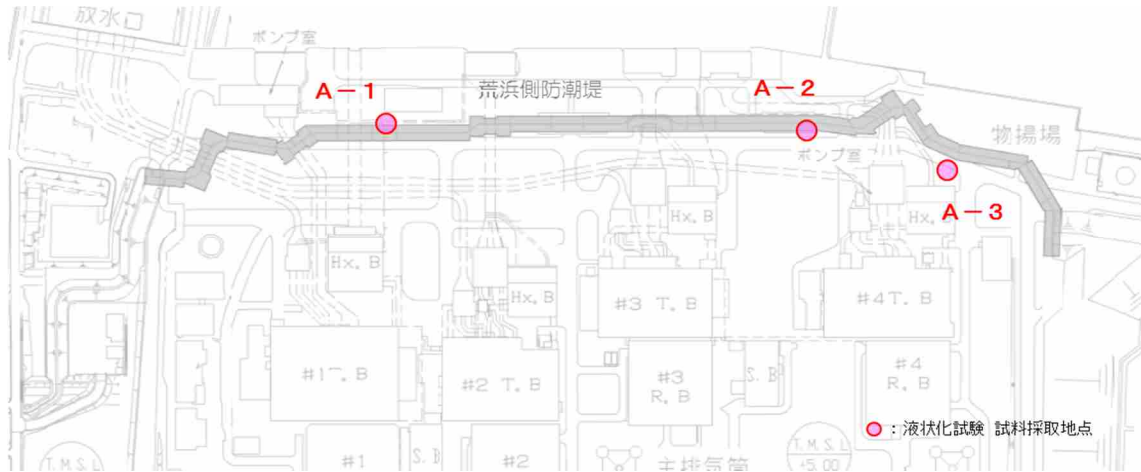 放水口
ポンプ室
A-1
荒浜側防潮堤
A-2
物揚場
ポンプ室
A-3
Hx. B
Hx. B
Hx. B
Hx. B
#1 T. B
#2 T. B
#3 T. B
#4 T. B
#3
R. B
S. B
#4
R. B
●：液状化試験 試料採取地点
T.M.S.L
#1
S. B
#2
主排気筒
T.M.S.L
+5.00